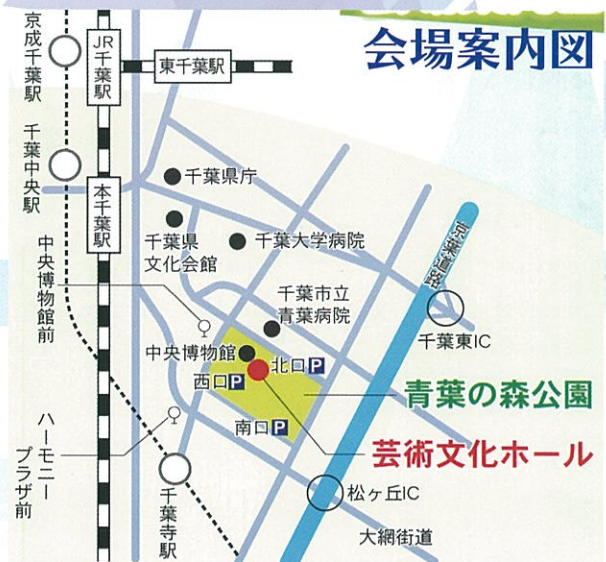 会場案内図
京成千葉駅
JR
千葉駅
東千葉駅
千葉中央駅
本千葉駅
千葉県庁
千葉県
文化会館
千葉大学病院
京葉道路
中央博物館前
千葉市立
青葉病院
千葉東IC
中央博物館
北口P
西口P
青葉の森公園
南口P
芸術文化ホール
ハーモニー
プラザ前
千葉寺駅
松ヶ丘IC
大網街道